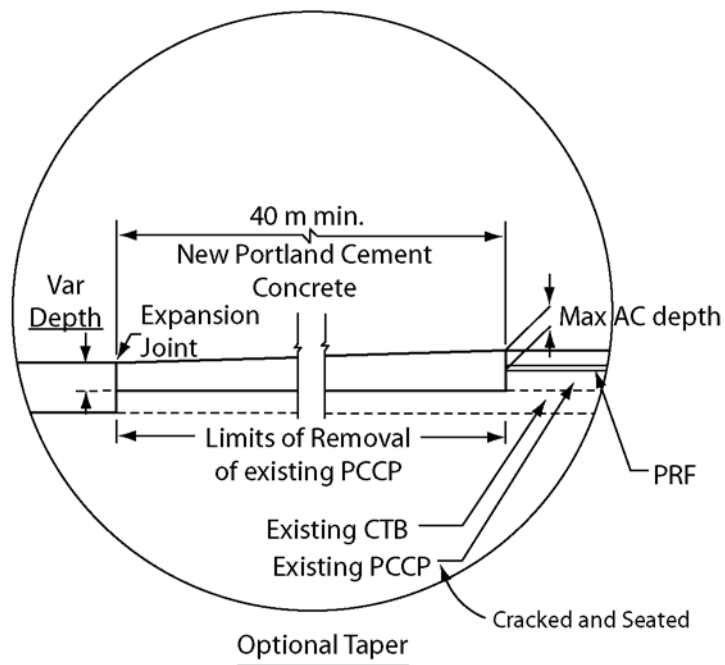 40 m min.
New Portland Cement
Concrete
Var
Depth
Expansion
Joint
Max AC depth
Limits of Removal
of existing PCCP
PRF
Existing CTB
Existing PCCP
Cracked and Seated
Optional Taper